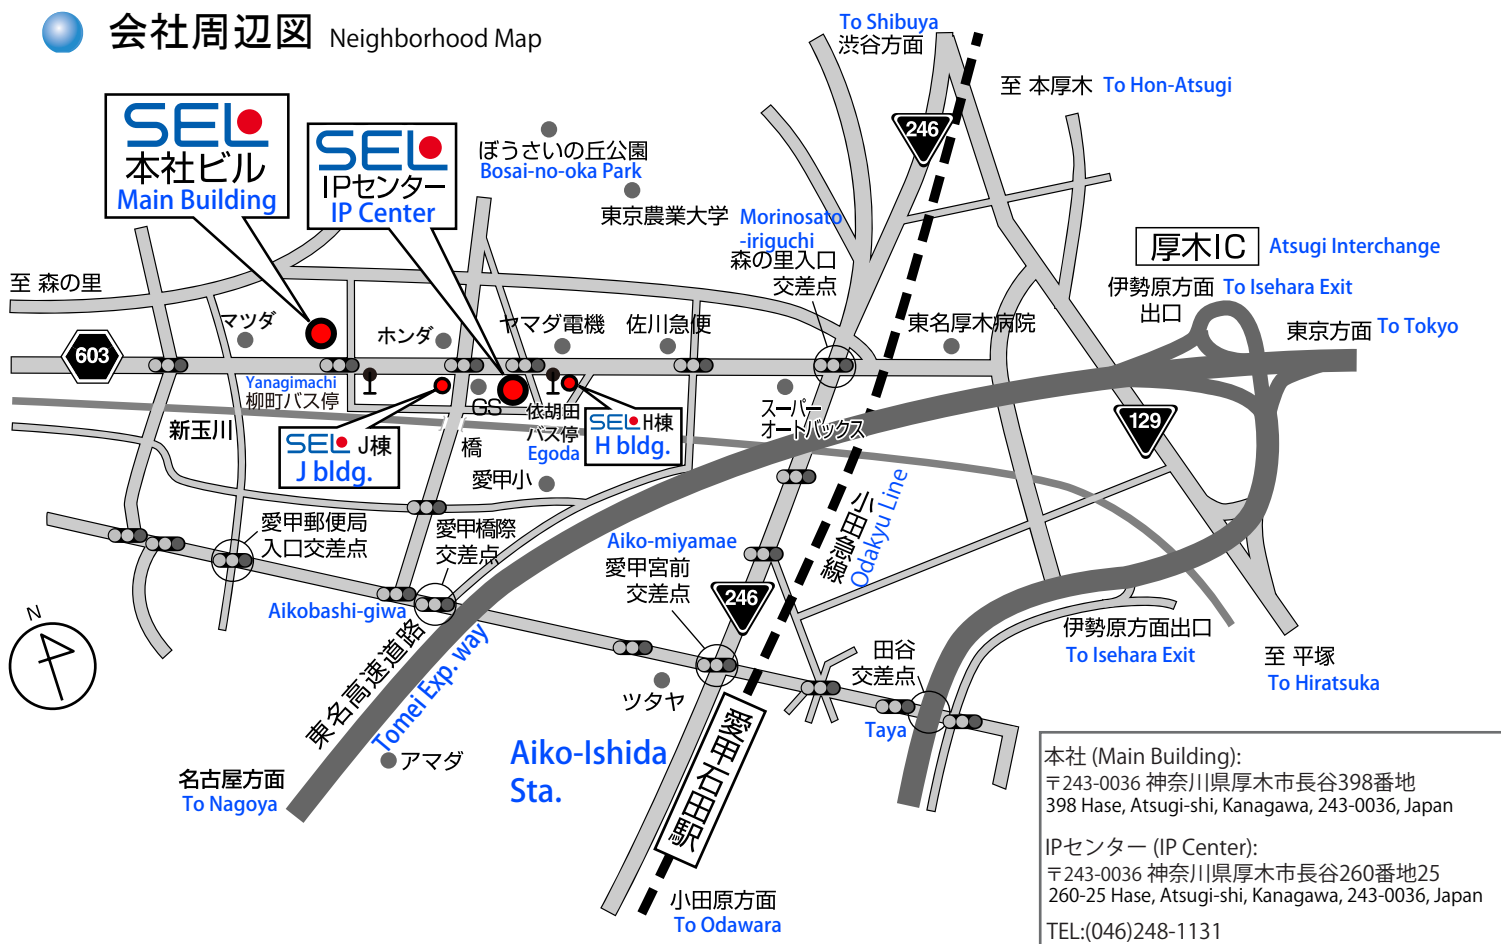 会社周辺図 Neighborhood Map
To Shibuya
渋谷方面
至 本厚木 To Hon-Atsugi
246
SEL
本社ビル
Main Building
SEL
IPセンター
IP Center
ぼうさいの丘公園
Bosai-no-oka Park
東京農業大学
Morinosato
-iriguchi
森の里入口
交差点
厚木IC Atsugi Interchange
伊勢原方面 To Isehara Exit
出口
東京方面 To Tokyo
至 森の里
マツダ
ホンダ
ヤマダ電機
佐川急便
東名厚木病院
603
Yanagimachi
柳町バス停
GS
依胡田
バス停
Egoda
SEL H棟
H bldg.
スーパー
オートバックス
129
新玉川
SEL J棟
J bldg.
橋
愛甲小
愛甲郵便局
入口交差点
愛甲橋際
交差点
Aikobashi-giwa
Aiko-miyamae
愛甲宮前
交差点
246
小田急線
Odakyu Line
N
東名高速道路
Tomei Exp. way
田谷
交差点
Taya
伊勢原方面出口
To Isehara Exit
至 平塚
To Hiratsuka
ツタヤ
アマダ
名古屋方面
To Nagoya
Aiko-Ishida
Sta.
愛甲石田駅
小田原方面
To Odawara
本社 (Main Building):
〒243-0036 神奈川県厚木市長谷398番地
398 Hase, Atsugi-shi, Kanagawa, 243-0036, Japan
IPセンター (IP Center):
〒243-0036 神奈川県厚木市長谷260番地25
260-25 Hase, Atsugi-shi, Kanagawa, 243-0036, Japan
TEL:(046)248-1131